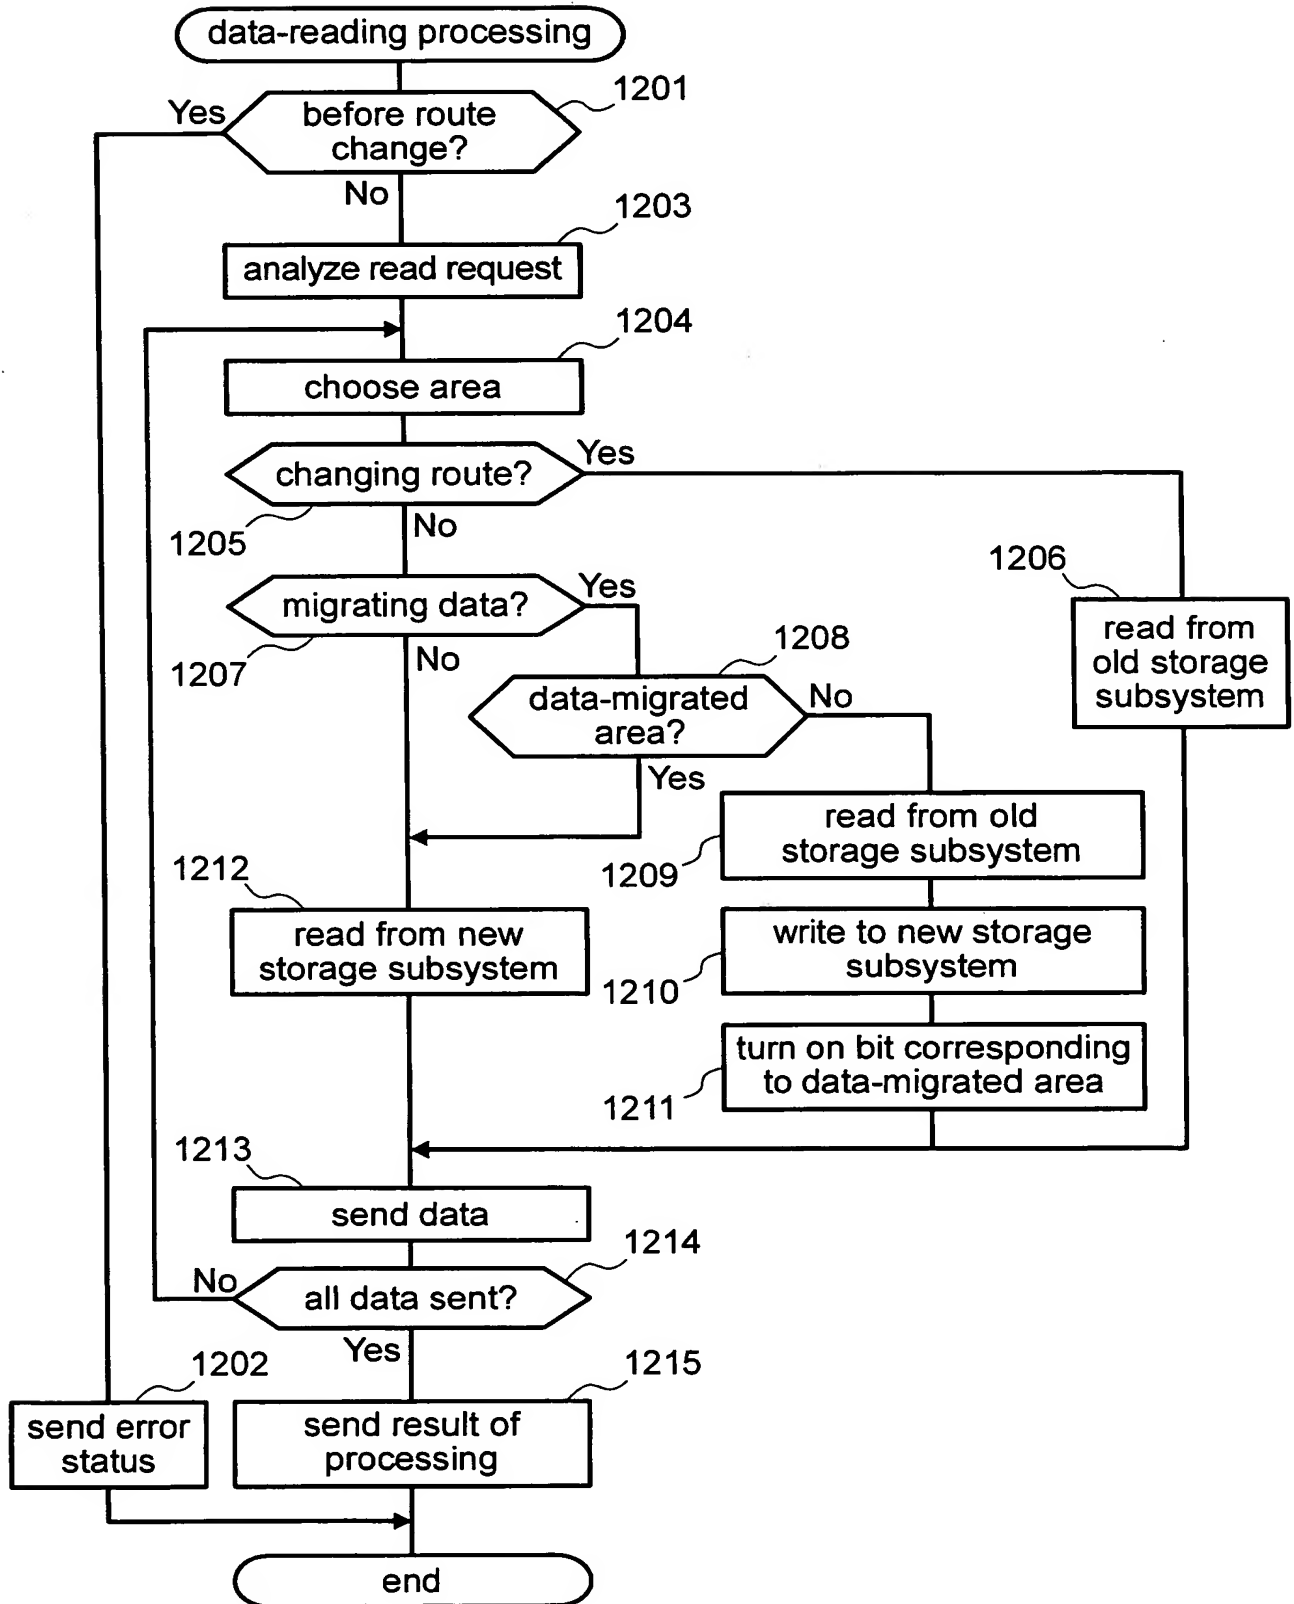 data-reading processing
1201
Yes
before route
change?
No
1203
analyze read request
1204
choose area
changing route?
Yes
1205
No
1206
read from
old storage
subsystem
migrating data?
Yes
1207
No
1208
data-migrated
area?
No
Yes
read from old
storage subsystem
1209
1212
read from new
storage subsystem
write to new storage
subsystem
1210
turn on bit corresponding
to data-migrated area
1211
1213
send data
1214
No
all data sent?
Yes
1202
send error
status
1215
send result of
processing
end